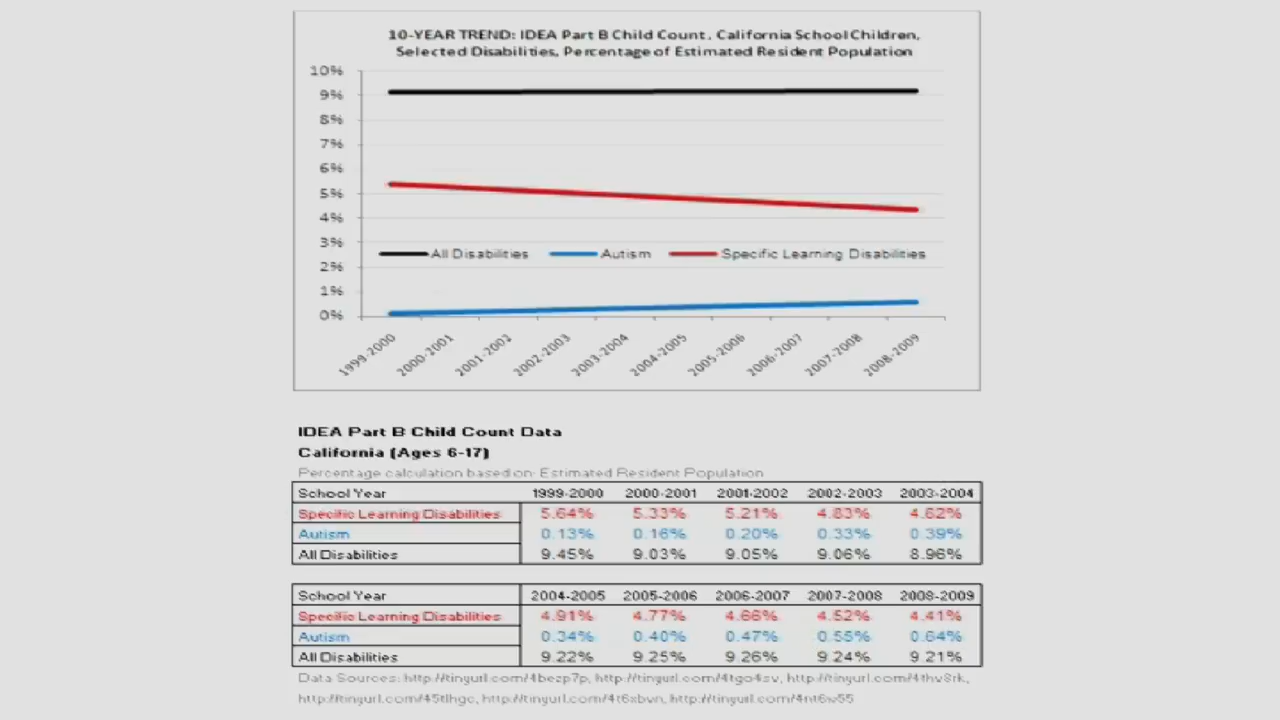 10-YEAR TREND: IDEA Part B Child Count, California School Children,
Selected Disabilities, Percentage of Estimated Resident Population
10%
9%
8%
7%
6%
5%
4%
3%
2%
1%
0%
All Disabilities Autism Specific Learning Disabilities
1999-2000 2000-2001 2001-2002 2002-2003 2003-2004 2004-2005 2005-2006 2006-2007 2007-2008 2008-2009
IDEA Part B Child Count Data
California (Ages 6-17)
Percentage calculation based on: Estimated Resident Population
School Year 1999-2000 2000-2001 2001-2002 2002-2003 2003-2004
Specific Learning Disabilities 5.64% 5.33% 5.21% 4.83% 4.62%
Autism 0.13% 0.16% 0.20% 0.33% 0.39%
All Disabilities 9.45% 9.03% 9.05% 9.06% 8.96%
School Year 2004-2005 2005-2006 2006-2007 2007-2008 2008-2009
Specific Learning Disabilities 4.91% 4.77% 4.66% 4.52% 4.41%
Autism 0.34% 0.40% 0.47% 0.55% 0.64%
All Disabilities 9.22% 9.25% 9.26% 9.24% 9.21%
Data Sources: